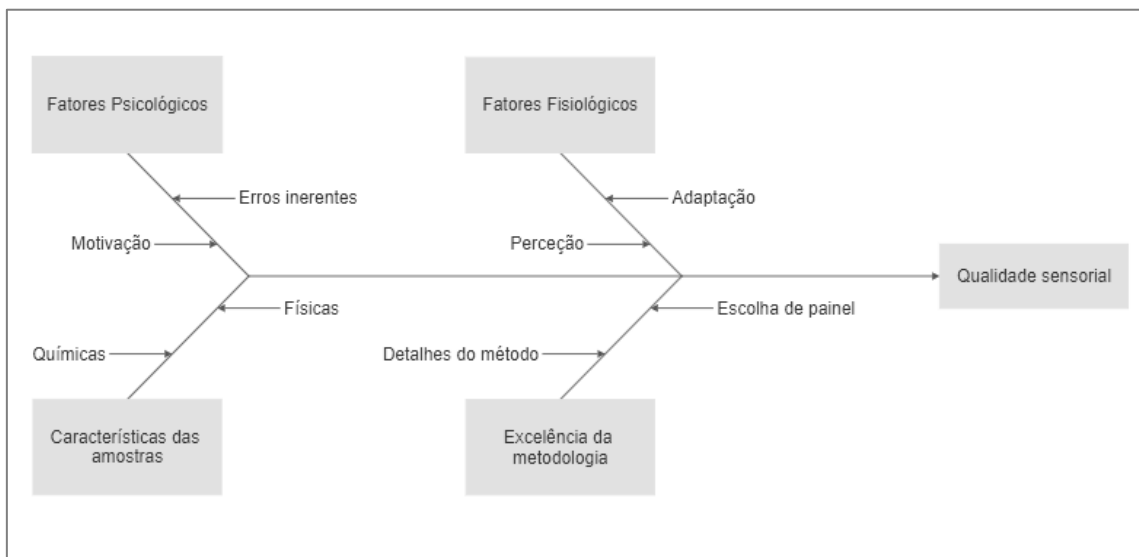 Fatores Psicológicos
Fatores Fisiológicos
Erros inerentes
Adaptação
Motivação
Perceção
Qualidade sensorial
Físicas
Escolha de painel
Químicas
Detalhes do método
Características das
amostras
Excelência da
metodologia